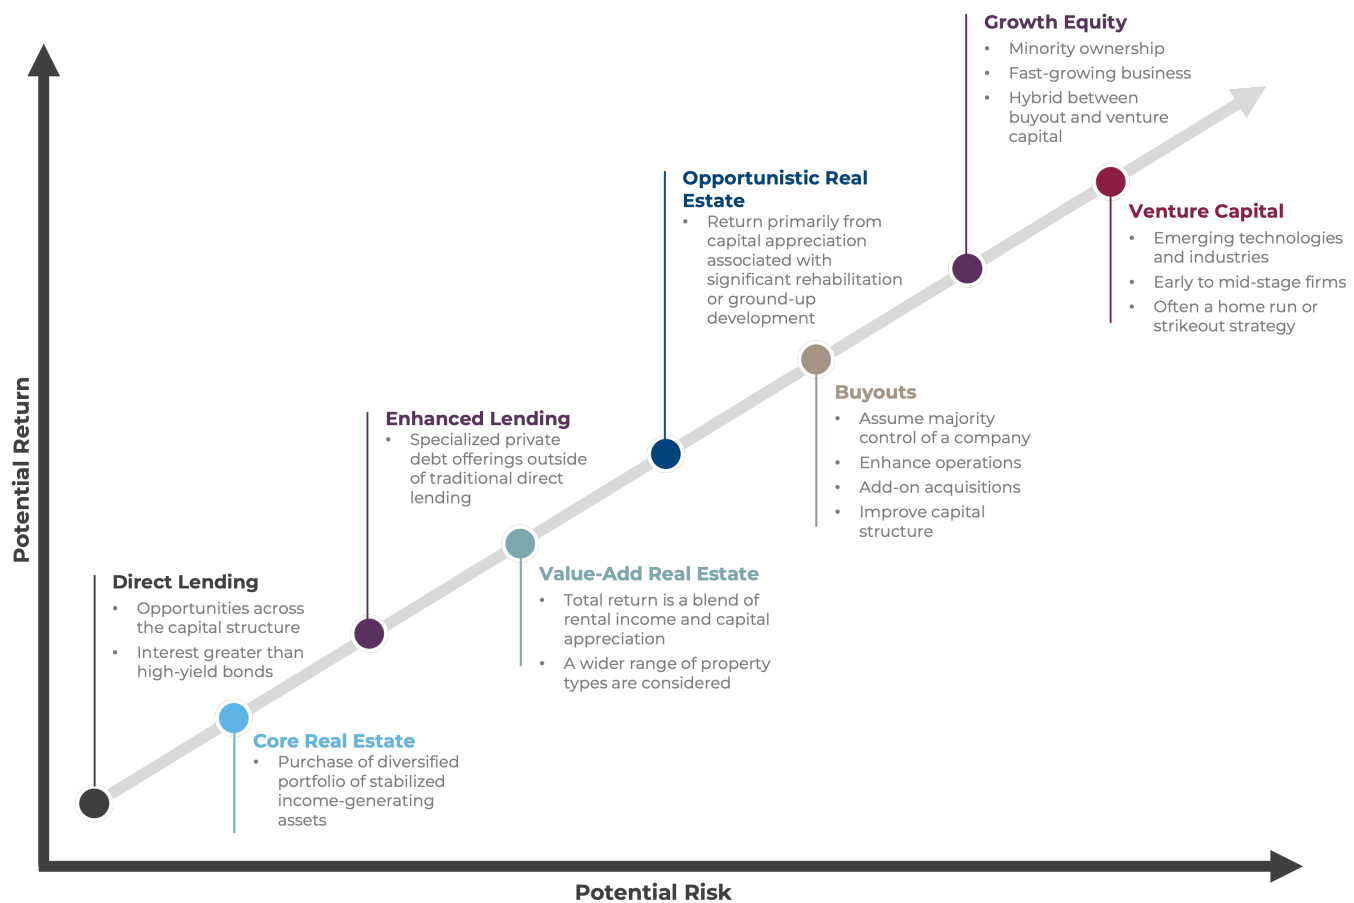 Growth Equity
• Minority ownership
• Fast-growing business
• Hybrid between
buyout and venture
capital
Opportunistic Real
Estate
• Return primarily from
capital appreciation
associated with
significant rehabilitation
or ground-up
development
Venture Capital
• Emerging technologies
and industries
• Early to mid-stage firms
• Often a home run or
strikeout strategy
Buyouts
• Assume majority
control of a company
• Enhance operations
• Add-on acquisitions
• Improve capital
structure
Enhanced Lending
• Specialized private
debt offerings outside
of traditional direct
lending
Value-Add Real Estate
• Total return is a blend of
rental income and capital
appreciation
• A wider range of property
types are considered
Direct Lending
• Opportunities across
the capital structure
• Interest greater than
high-yield bonds
Core Real Estate
• Purchase of diversified
portfolio of stabilized
income-generating
assets
Potential Return
Potential Risk